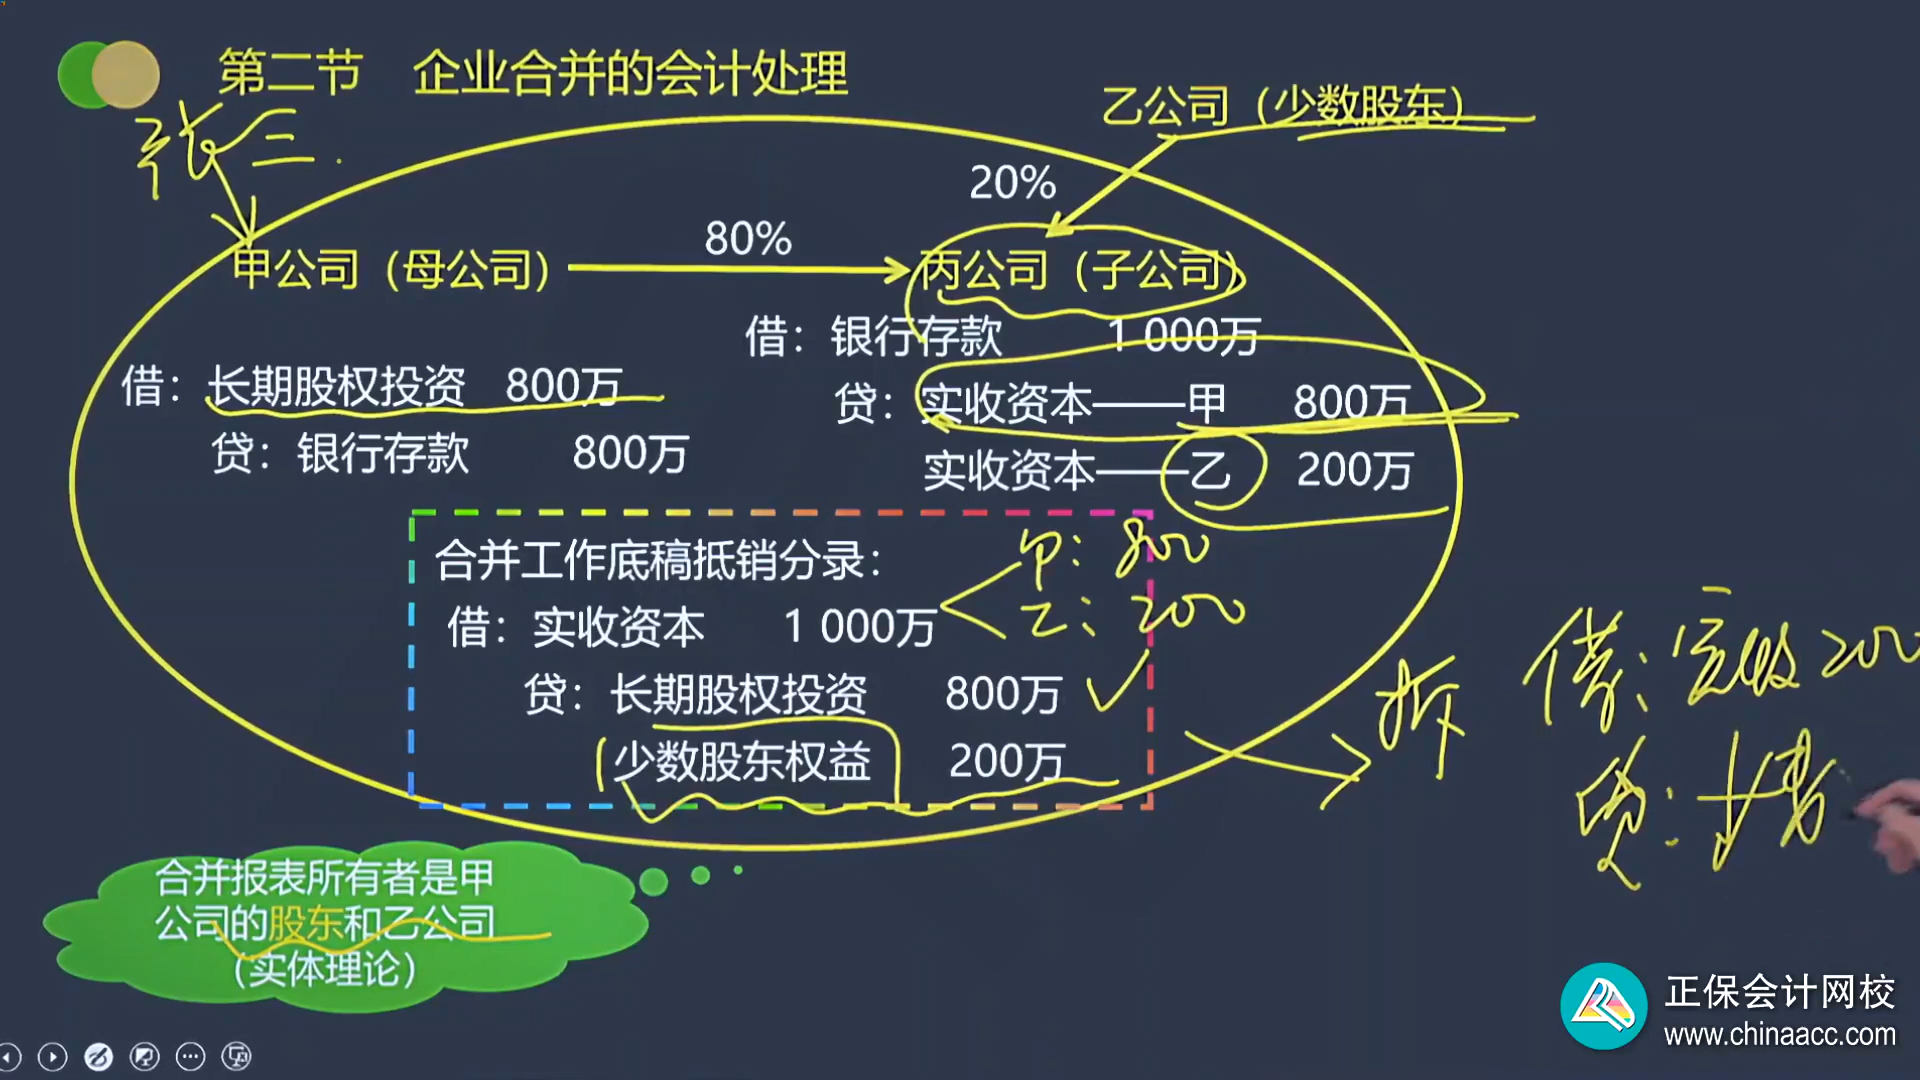 第二节 企业合并的会计处理
张三
乙公司（少数股东）
20%
80%
甲公司（母公司）
丙公司（子公司）
借：银行存款 1 000万
借：长期股权投资 800万
贷：实收资本——甲 800万
贷：银行存款 800万
实收资本——乙 200万
合并工作底稿抵销分录：
甲：800
乙：200
借：实收资本 1 000万
贷：长期股权投资 800万
少数股东权益 200万
拆
借：实收200
贷：少
合并报表所有者是甲
公司的股东和乙公司
（实体理论）
正保会计网校
www.chinaacc.com